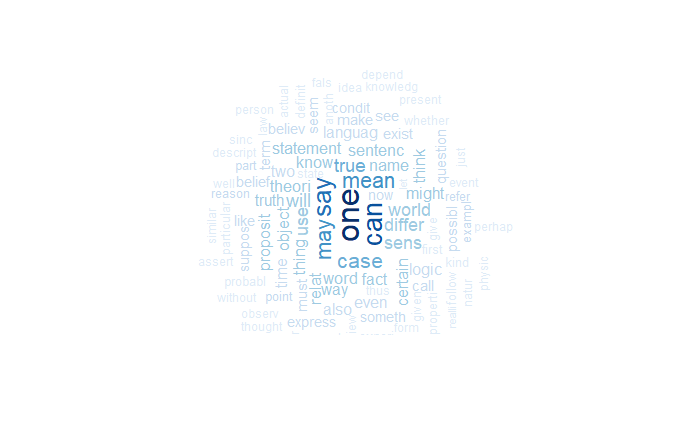 depend
fals
idea
knowledg
actual
definit
anoth
present
person
law
seem
condit
make
see
whether
believ
languag
exist
sinc
descript
term
statement
sentenc
question
just
part
know
true
name
think
well
reason
belief
two
state
theori
mean
now
tal
might
refer
event
truth
will
say
one
can
world
possibl
exampl
similar
particular
like
suppos
proposit
object
thing
use
may
differ
give
perhap
assert
sens
first
case
logic
kind
physic
probabl
time
must
relat
word
fact
way
thus
certain
call
follow
natur
without
point
also
even
given
properti
reall
observ
thought
express
someth
form